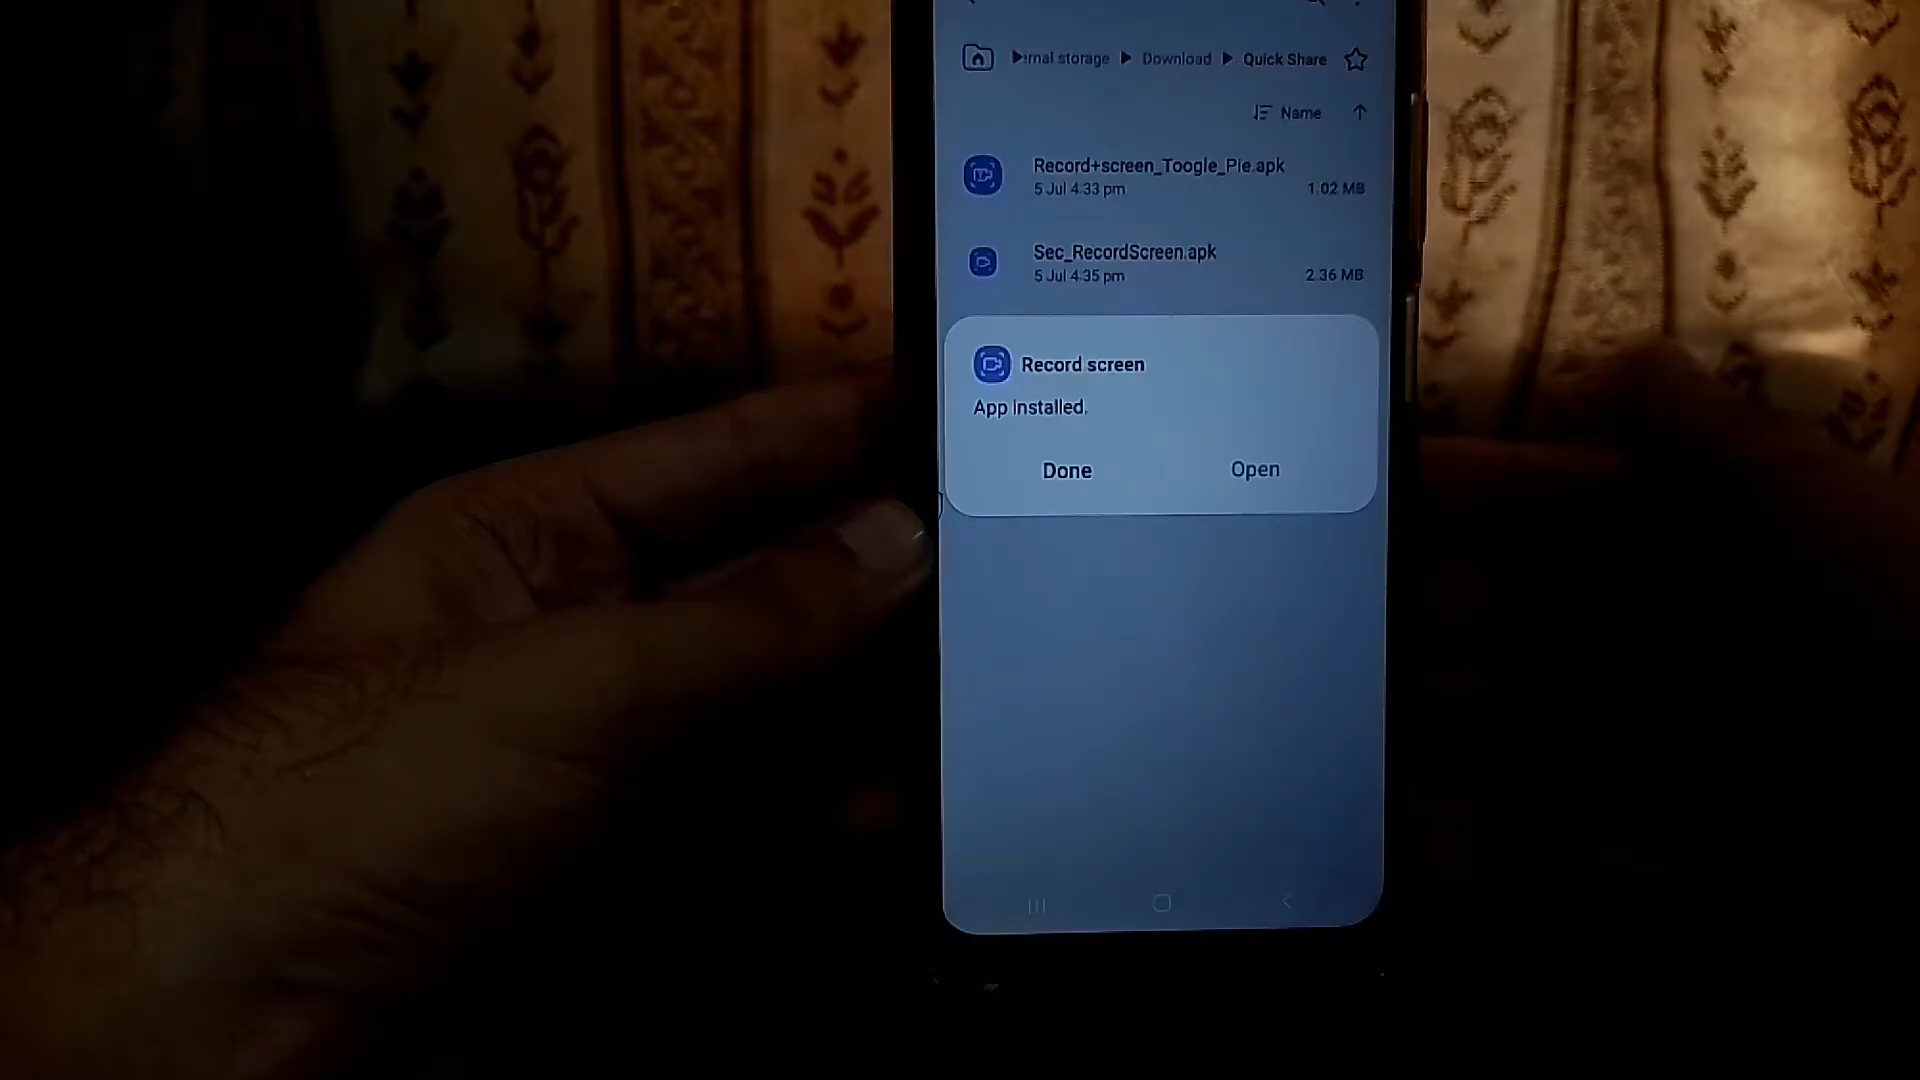 rnal storage ▶ Download ▶ Quick Share
Name
Record+screen_Toogle_Pie.apk
5 Jul 4:33 pm 1.02 MB
Sec_RecordScreen.apk
5 Jul 4:35 pm 2.36 MB
Record screen
App installed.
Done Open